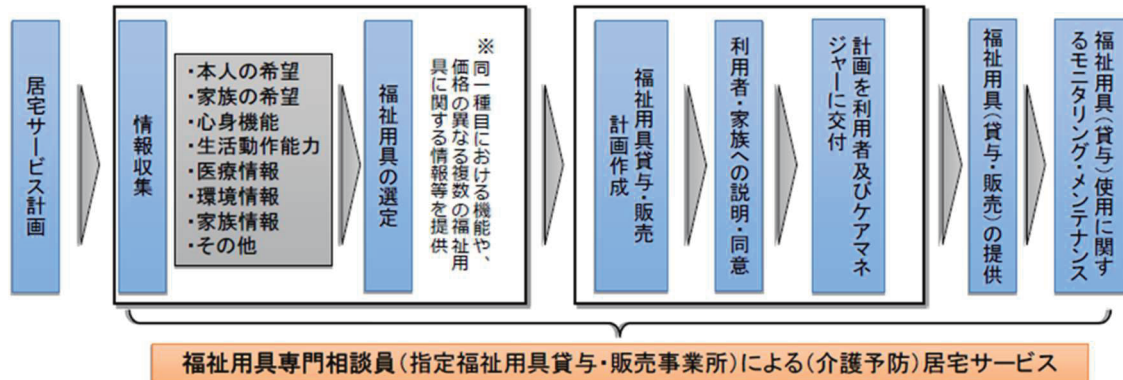 居宅サービス計画
情報収集
・本人の希望
・家族の希望
・心身機能
・生活動作能力
・医療情報
・環境情報
・家族情報
・その他
福祉用具の選定
※同一種目における機能や、
価格の異なる複数の福祉用
具に関する情報等を提供
福祉用具貸与・販売
計画作成
利用者・家族への説明・同意
計画を利用者及びケアマネ
ジャーに交付
福祉用具(貸与・販売)の提供
福祉用具(貸与)使用に関す
るモニタリング・メンテナンス
福祉用具専門相談員(指定福祉用具貸与・販売事業所)による(介護予防)居宅サービス